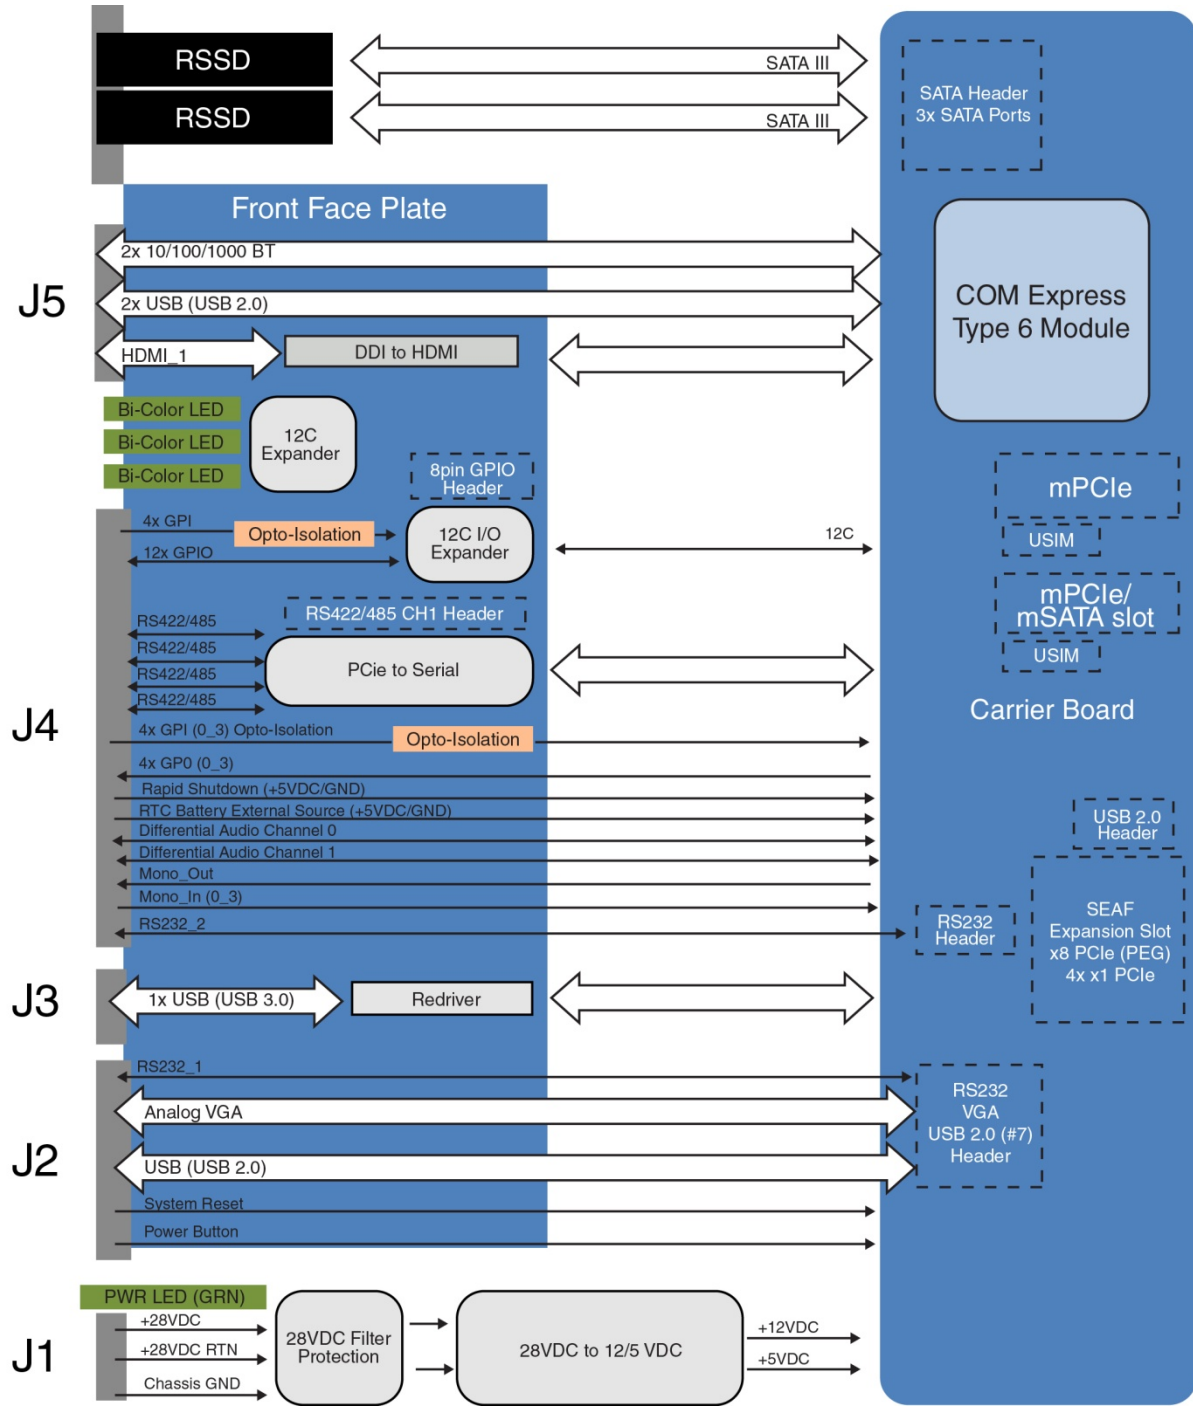 RSSD
SATA III
RSSD
SATA III
SATA Header
3x SATA Ports
Front Face Plate
J5
2x 10/100/1000 BT
2x USB (USB 2.0)
HDMI_1
DDI to HDMI
COM Express
Type 6 Module
Bi-Color LED
Bi-Color LED
Bi-Color LED
12C
Expander
8pin GPIO
Header
mPCIe
USIM
mPCIe/
mSATA slot
USIM
Carrier Board
J4
4x GPI
Opto-Isolation
12x GPIO
12C I/O
Expander
12C
RS422/485 CH1 Header
RS422/485
RS422/485
RS422/485
RS422/485
PCie to Serial
4x GPI (0_3) Opto-Isolation
Opto-Isolation
4x GP0 (0_3)
Rapid Shutdown (+5VDC/GND)
RTC Battery External Source (+5VDC/GND)
Differential Audio Channel 0
Differential Audio Channel 1
Mono_Out
Mono_In (0_3)
RS232_2
USB 2.0
Header
RS232
Header
SEAF
Expansion Slot
x8 PCIe (PEG)
4x x1 PCIe
J3
1x USB (USB 3.0)
Redriver
J2
RS232_1
Analog VGA
USB (USB 2.0)
System Reset
Power Button
RS232
VGA
USB 2.0 (#7)
Header
J1
PWR LED (GRN)
+28VDC
+28VDC RTN
Chassis GND
28VDC Filter
Protection
28VDC to 12/5 VDC
+12VDC
+5VDC